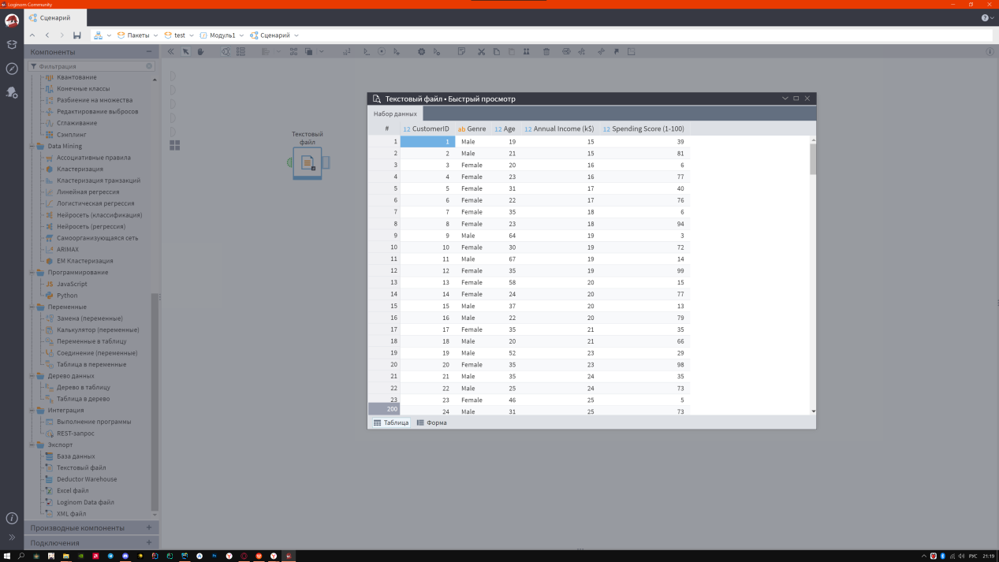 Loginom Community
Сценарий
Пакеты test Модуль1 Сценарий
Компоненты
Фильтрация
Квантование
Конечные классы
Разбиение на множества
Редактирование выбросов
Сглаживание
Сэмплинг
Data Mining
Ассоциативные правила
Кластеризация
Кластеризация транзакций
Линейная регрессия
Логистическая регрессия
Нейросеть (классификация)
Нейросеть (регрессия)
Самоорганизующаяся сеть
ARIMAX
EM Кластеризация
Программирование
JS JavaScript
Python
Переменные
Замена (переменные)
Калькулятор (переменные)
Переменные в таблицу
Соединение (переменные)
Таблица в переменные
Дерево данных
Дерево в таблицу
Таблица в дерево
Интеграция
Выполнение программы
REST-запрос
Экспорт
База данных
Текстовый файл
Deductor Warehouse
Excel файл
Loginom Data файл
XML файл
Производные компоненты
Подключения
Текстовый
файл
Текстовый файл • Быстрый просмотр
Набор данных
# 12 CustomerID ab Genre 12 Age 12 Annual Income (k$) 12 Spending Score (1-100)
1 1 Male 19 15 39
2 2 Male 21 15 81
3 3 Female 20 16 6
4 4 Female 23 16 77
5 5 Female 31 17 40
6 6 Female 22 17 76
7 7 Female 35 18 6
8 8 Female 23 18 94
9 9 Male 64 19 3
10 10 Female 30 19 72
11 11 Male 67 19 14
12 12 Female 35 19 99
13 13 Female 58 20 15
14 14 Female 24 20 77
15 15 Male 37 20 13
16 16 Male 22 20 79
17 17 Female 35 21 35
18 18 Male 20 21 66
19 19 Male 52 23 29
20 20 Female 35 23 98
21 21 Male 35 24 35
22 22 Male 25 24 73
23 23 Female 46 25 5
200 24 Male 31 25 73
Таблица Форма
РУС 21:19